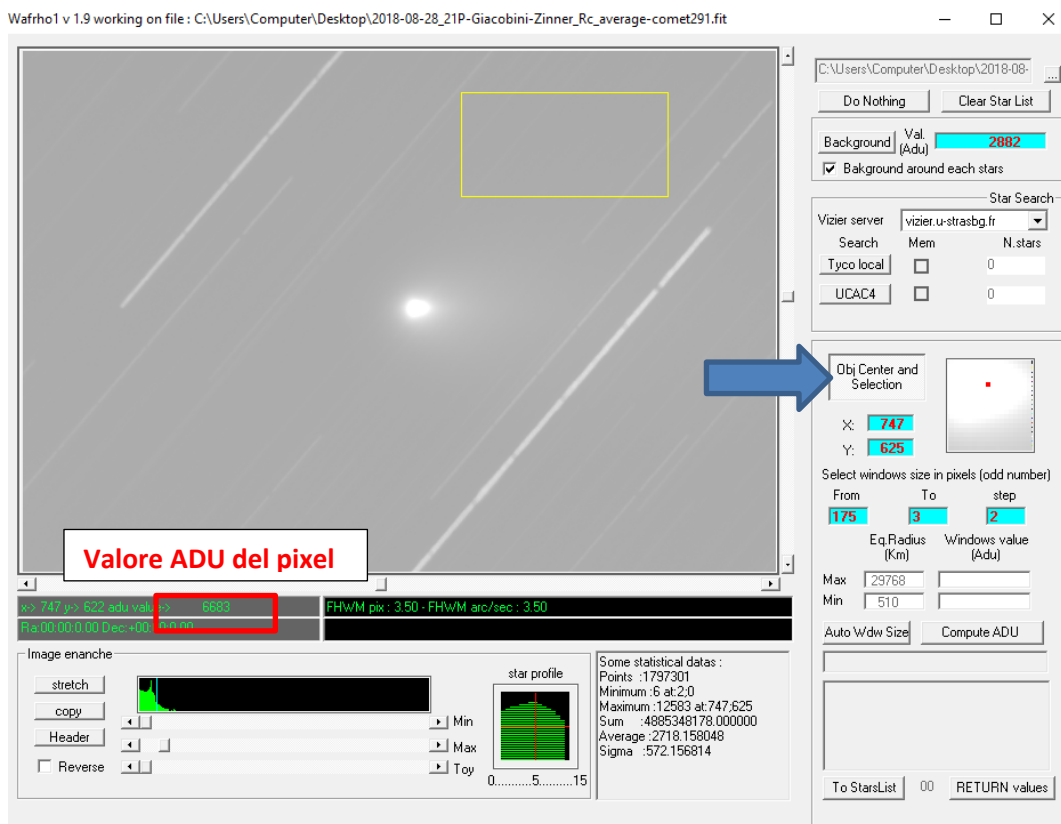 Wafrho1 v 1.9 working on file : C:\Users\Computer\Desktop\2018-08-28_21P-Giacobini-Zinner_Rc_average-comet291.fit
C:\Users\Computer\Desktop\2018-08-
...
Do Nothing
Clear Star List
Background
Val.
(Adu)
2882
Bakground around each stars
Star Search
Vizier server
vizier.u-strasbg.fr
Search
Mem
N.stars
Tyco local
0
UCAC4
0
Obj Center and
Selection
X:
747
Y:
625
Select windows size in pixels (odd number)
From
To
step
175
3
2
Eq.Radius
(Km)
Windows value
(Adu)
Max
29768
Min
510
Auto Wdw Size
Compute ADU
To StarsList
00
RETURN values
Valore ADU del pixel
x-> 747 y-> 622 adu value-> 6683
FHWM pix : 3.50 - FHWM arc/sec : 3.50
Ra:00:00:0.00 Dec:+00:
Image enanche
stretch
copy
Header
Reverse
Min
Max
Toy
star profile
0..........5..........15
Some statistical datas :
Points :1797301
Minimum :6 at:2;0
Maximum :12583 at:747;625
Sum :4885348178.000000
Average :2718.158048
Sigma :572.156814